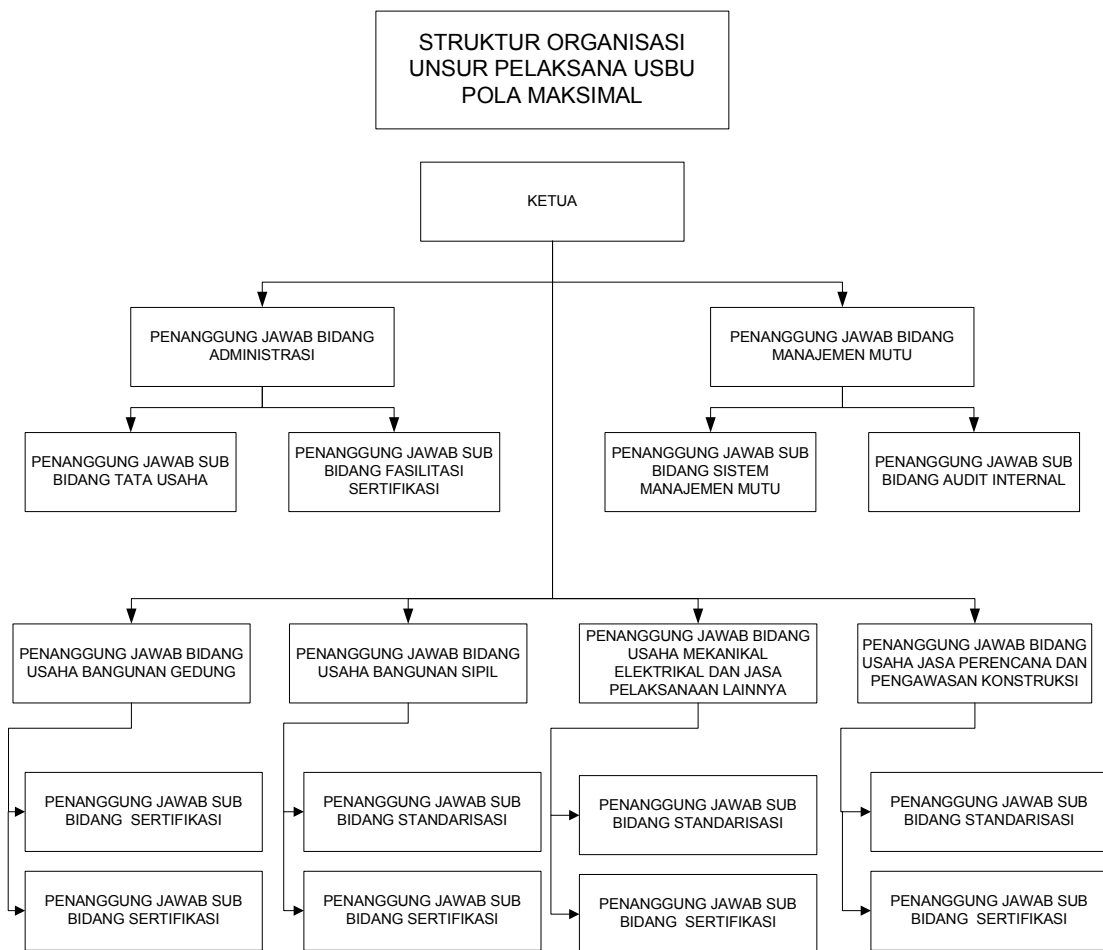 STRUKTUR ORGANISASI
UNSUR PELAKSANA USBU
POLA MAKSIMAL
KETUA
PENANGGUNG JAWAB BIDANG
ADMINISTRASI
PENANGGUNG JAWAB BIDANG
MANAJEMEN MUTU
PENANGGUNG JAWAB SUB
BIDANG TATA USAHA
PENANGGUNG JAWAB SUB
BIDANG FASILITASI
SERTIFIKASI
PENANGGUNG JAWAB SUB
BIDANG SISTEM
MANAJEMEN MUTU
PENANGGUNG JAWAB SUB
BIDANG AUDIT INTERNAL
PENANGGUNG JAWAB BIDANG
USAHA BANGUNAN GEDUNG
PENANGGUNG JAWAB BIDANG
USAHA BANGUNAN SIPIL
PENANGGUNG JAWAB BIDANG
USAHA MEKANIKAL
ELEKTRIKAL DAN JASA
PELAKSANAAN LAINNYA
PENANGGUNG JAWAB BIDANG
USAHA JASA PERENCANA DAN
PENGAWASAN KONSTRUKSI
PENANGGUNG JAWAB SUB
BIDANG SERTIFIKASI
PENANGGUNG JAWAB SUB
BIDANG STANDARISASI
PENANGGUNG JAWAB SUB
BIDANG STANDARISASI
PENANGGUNG JAWAB SUB
BIDANG STANDARISASI
PENANGGUNG JAWAB SUB
BIDANG SERTIFIKASI
PENANGGUNG JAWAB SUB
BIDANG SERTIFIKASI
PENANGGUNG JAWAB SUB
BIDANG SERTIFIKASI
PENANGGUNG JAWAB SUB
BIDANG SERTIFIKASI